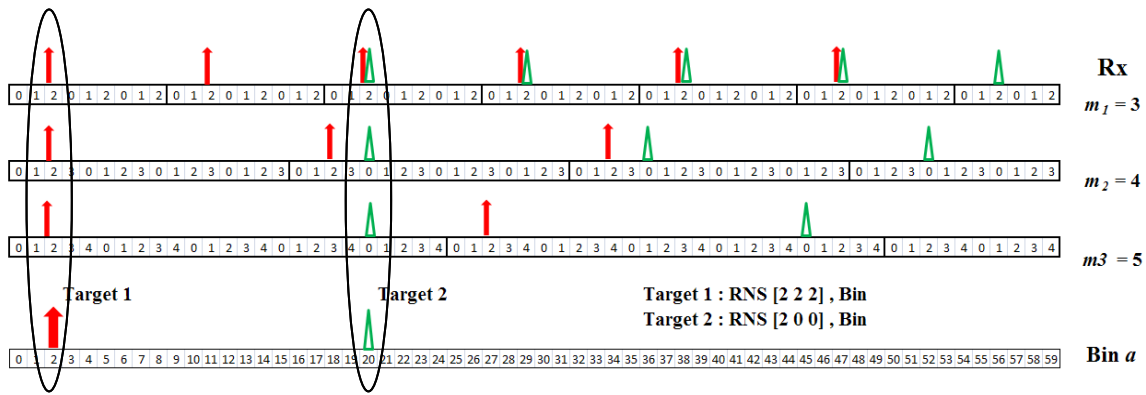 Rx
0 1 2 0 1 2 0 1 2 0 1 2 0 1 2 0 1 2 0 1 2 0 1 2 0 1 2 0 1 2 0 1 2 0 1 2 0 1 2 0 1 2 0 1 2 0 1 2 0 1 2 0 1 2 0 1 2 0 1 2
m1 = 3
0 1 2 3 0 1 2 3 0 1 2 3 0 1 2 3 0 1 2 3 0 1 2 3 0 1 2 3 0 1 2 3 0 1 2 3 0 1 2 3 0 1 2 3 0 1 2 3 0 1 2 3 0 1 2 3 0 1 2 3
m2 = 4
0 1 2 3 4 0 1 2 3 4 0 1 2 3 4 0 1 2 3 4 0 1 2 3 4 0 1 2 3 4 0 1 2 3 4 0 1 2 3 4 0 1 2 3 4 0 1 2 3 4 0 1 2 3 4 0 1 2 3 4
m3 = 5
Target 1
Target 2
Target 1 : RNS [2 2 2] , Bin
Target 2 : RNS [2 0 0] , Bin
0 1 2 3 4 5 6 7 8 9 10 11 12 13 14 15 16 17 18 19 20 21 22 23 24 25 26 27 28 29 30 31 32 33 34 35 36 37 38 39 40 41 42 43 44 45 46 47 48 49 50 51 52 53 54 55 56 57 58 59
Bin a